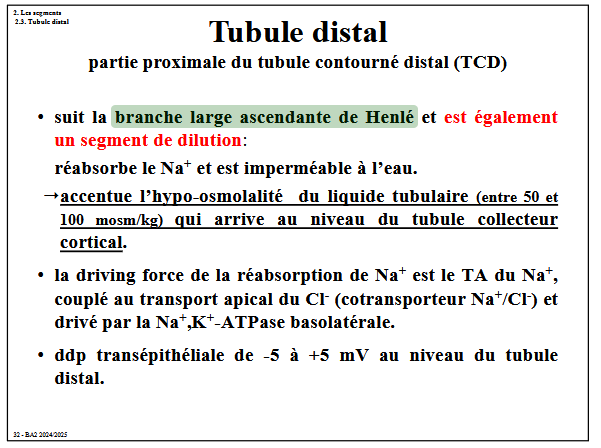 2. Les segments
2.3. Tubule distal
Tubule distal
partie proximale du tubule contourné distal (TCD)
• suit la branche large ascendante de Henlé et est également
un segment de dilution:
réabsorbe le Na⁺ et est imperméable à l’eau.
→accentue l’hypo-osmolalité du liquide tubulaire (entre 50 et
100 mosm/kg) qui arrive au niveau du tubule collecteur
cortical.
• la driving force de la réabsorption de Na⁺ est le TA du Na⁺,
couplé au transport apical du Cl⁻ (cotransporteur Na⁺/Cl⁻) et
drivé par la Na⁺,K⁺-ATPase basolatérale.
• ddp transépithéliale de -5 à +5 mV au niveau du tubule
distal.
32 - BA2 2024/2025